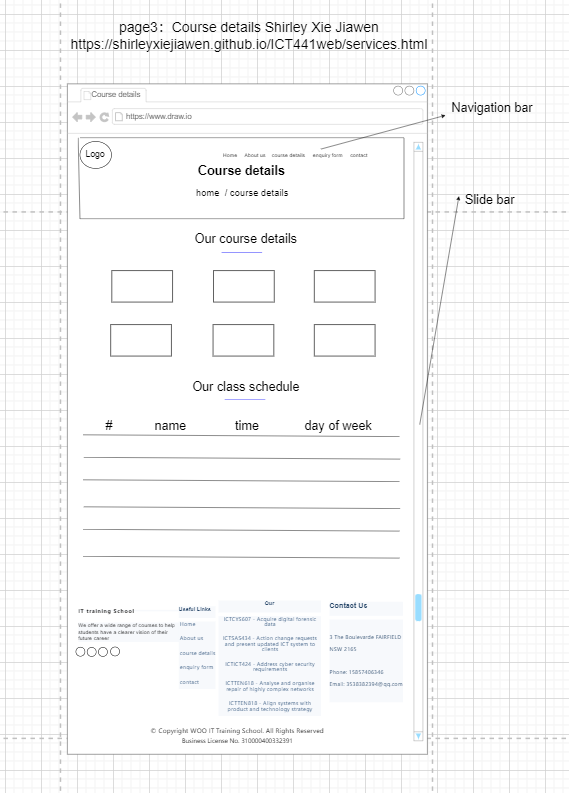 page3： Course details Shirley Xie Jiawen
https://shirleyxiejiawen.github.io/ICT441web/services.html
Course details
https://www.draw.io
Navigation bar
Logo
Home About us course details enquiry form contact
Course details
home / course details
Slide bar
Our course details
Our class schedule
# name time day of week
IT training School
We offer a wide range of courses to help
students have a clearer vision of their
future career
Useful Links
Home
About us
course details
enquiry form
contact
Our
ICTCYS607 - Acquire digital forensic
data
ICTSAS434 - Action change requests
and present updated ICT system to
clients
ICTICT424 - Address cyber security
requirements
ICTTEN618 - Analyse and organise
repair of highly complex networks
ICTTEN818 - Align systems with
product and technology strategy
Contact Us
3 The Bouleverde FAIRFIELD
NSW 2165
Phone: 15857406346
Email: 3538382394@qq.com
© Copyright WOO IT Training School. All Rights Reserved
Business License No. 310000400332391